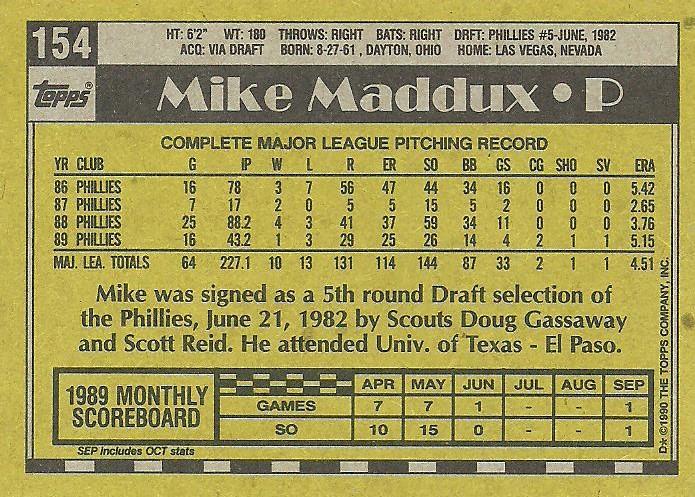 154
HT: 6'2" WT: 180 THROWS: RIGHT BATS: RIGHT DRFT: PHILLIES #5-JUNE, 1982
ACQ: VIA DRAFT BORN: 8-27-61, DAYTON, OHIO HOME: LAS VEGAS, NEVADA
TOPPS®
Mike Maddux • P
COMPLETE MAJOR LEAGUE PITCHING RECORD
YR CLUB G IP W L R ER SO BB GS CG SHO SV ERA
86 PHILLIES 16 78 3 7 56 47 44 34 16 0 0 0 5.42
87 PHILLIES 7 17 2 0 5 5 15 5 2 0 0 0 2.65
88 PHILLIES 25 88.2 4 3 41 37 59 34 11 0 0 0 3.76
89 PHILLIES 16 43.2 1 3 29 25 26 14 4 2 1 1 5.15
MAJ. LEA. TOTALS 64 227.1 10 13 131 114 144 87 33 2 1 1 4.51
Mike was signed as a 5th round Draft selection of
the Phillies, June 21, 1982 by Scouts Doug Gassaway
and Scott Reid. He attended Univ. of Texas - El Paso.
1989 MONTHLY
SCOREBOARD
APR MAY JUN JUL AUG SEP
GAMES 7 7 1 - - 1
SO 10 15 0 - - 1
SEP includes OCT stats
D* ©1990 THE TOPPS COMPANY, INC.